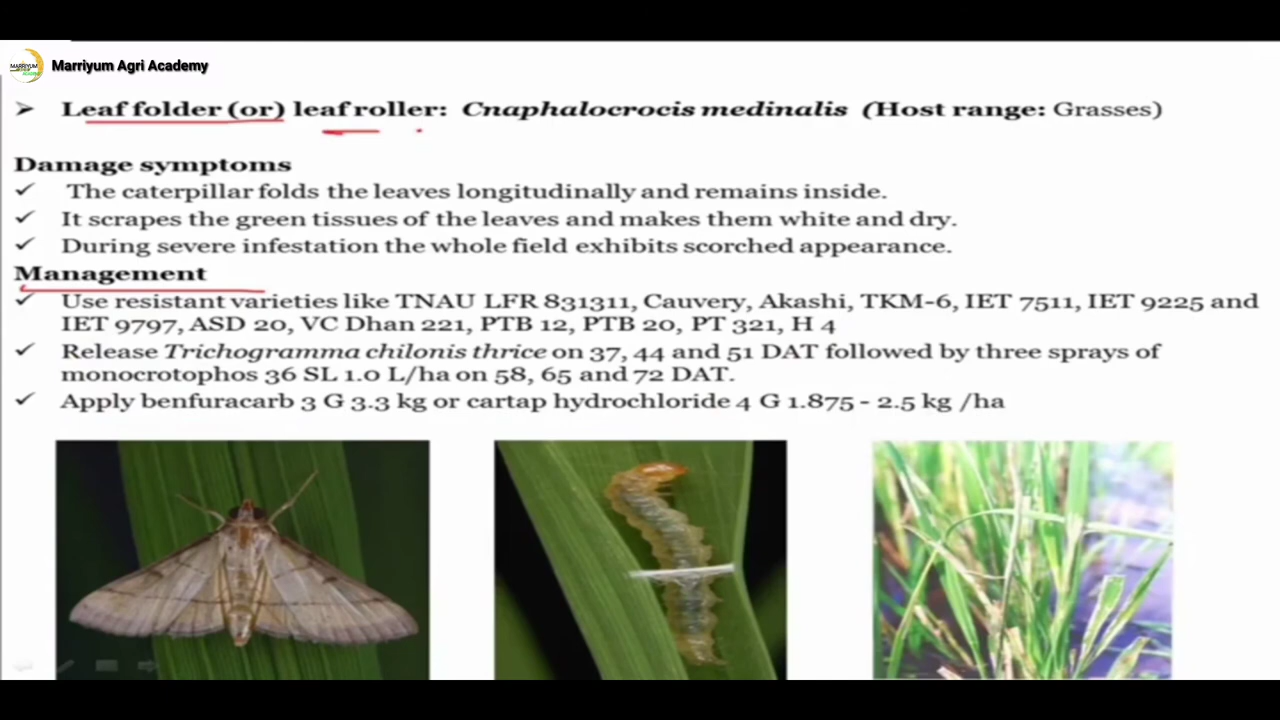 Marriyum Agri Academy
➤ Leaf folder (or) leaf roller: Cnaphalocrocis medinalis (Host range: Grasses)
Damage symptoms
✓ The caterpillar folds the leaves longitudinally and remains inside.
✓ It scrapes the green tissues of the leaves and makes them white and dry.
✓ During severe infestation the whole field exhibits scorched appearance.
Management
✓ Use resistant varieties like TNAU LFR 831311, Cauvery, Akashi, TKM-6, IET 7511, IET 9225 and
IET 9797, ASD 20, VC Dhan 221, PTB 12, PTB 20, PT 321, H 4
✓ Release Trichogramma chilonis thrice on 37, 44 and 51 DAT followed by three sprays of
monocrotophos 36 SL 1.0 L/ha on 58, 65 and 72 DAT.
✓ Apply benfuracarb 3 G 3.3 kg or cartap hydrochloride 4 G 1.875 - 2.5 kg /ha